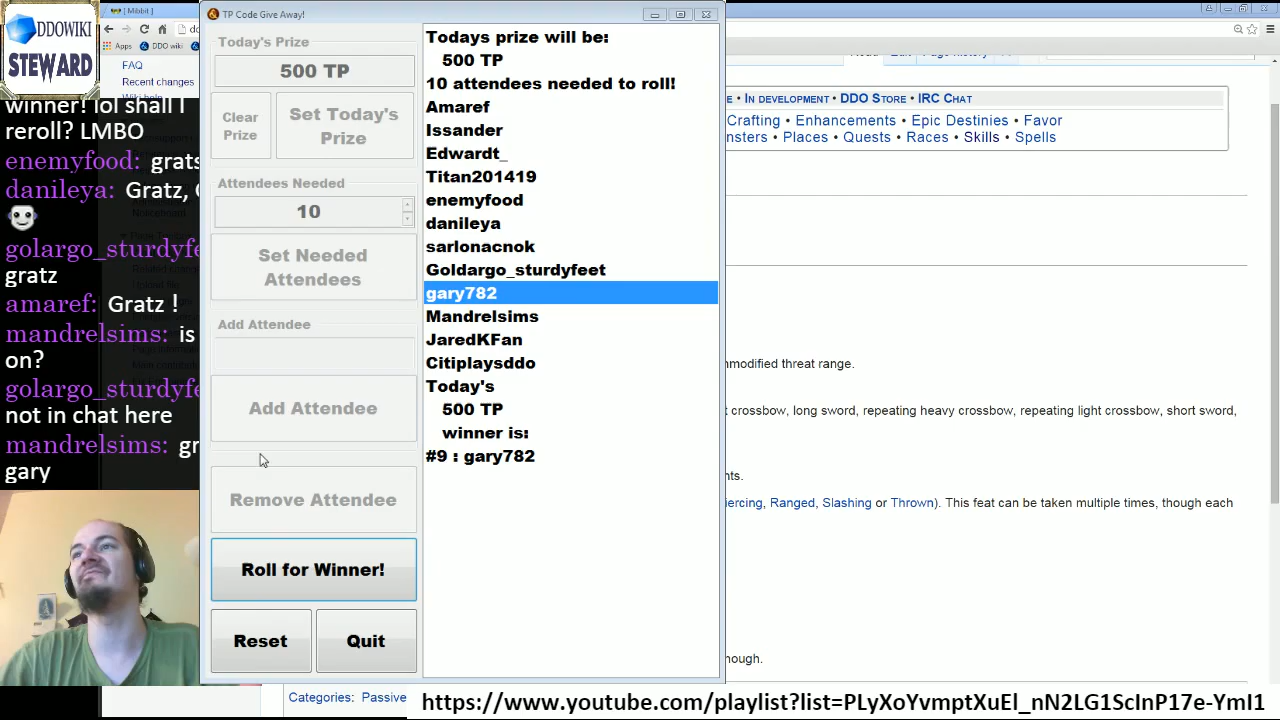 DDOWIKI
STEWARD
[ Mibbit ]
Apps
DDO wiki
FAQ
Recent changes
winner! lol shall I
reroll? LMBO
enemyfood: grats
danileya: Gratz,
golargo_sturdyfe
gratz
amaref: Gratz !
mandrelsims: is
on?
golargo_sturdyfe
not in chat here
mandrelsims: gr
gary
TP Code Give Away!
Today's Prize
500 TP
Clear
Prize
Set Today's
Prize
Attendees Needed
10
Set Needed
Attendees
Add Attendee
Add Attendee
Remove Attendee
Roll for Winner!
Reset
Quit
Todays prize will be:
500 TP
10 attendees needed to roll!
Amaref
Issander
Edwardt_
Titan201419
enemyfood
danileya
sarlonacnok
Goldargo_sturdyfeet
gary782
Mandrelsims
JaredKFan
Citiplaysddo
Today's
500 TP
winner is:
#9 : gary782
• In development • DDO Store • IRC Chat
Crafting • Enhancements • Epic Destinies • Favor
nsters • Places • Quests • Races • Skills • Spells
nmodified threat range.
t crossbow, long sword, repeating heavy crossbow, repeating light crossbow, short sword,
nts.
ercing, Ranged, Slashing or Thrown). This feat can be taken multiple times, though each
hough.
Categories: Passive
https://www.youtube.com/playlist?list=PLyXoYvmptXuEl_nN2LG1ScInP17e-YmI1